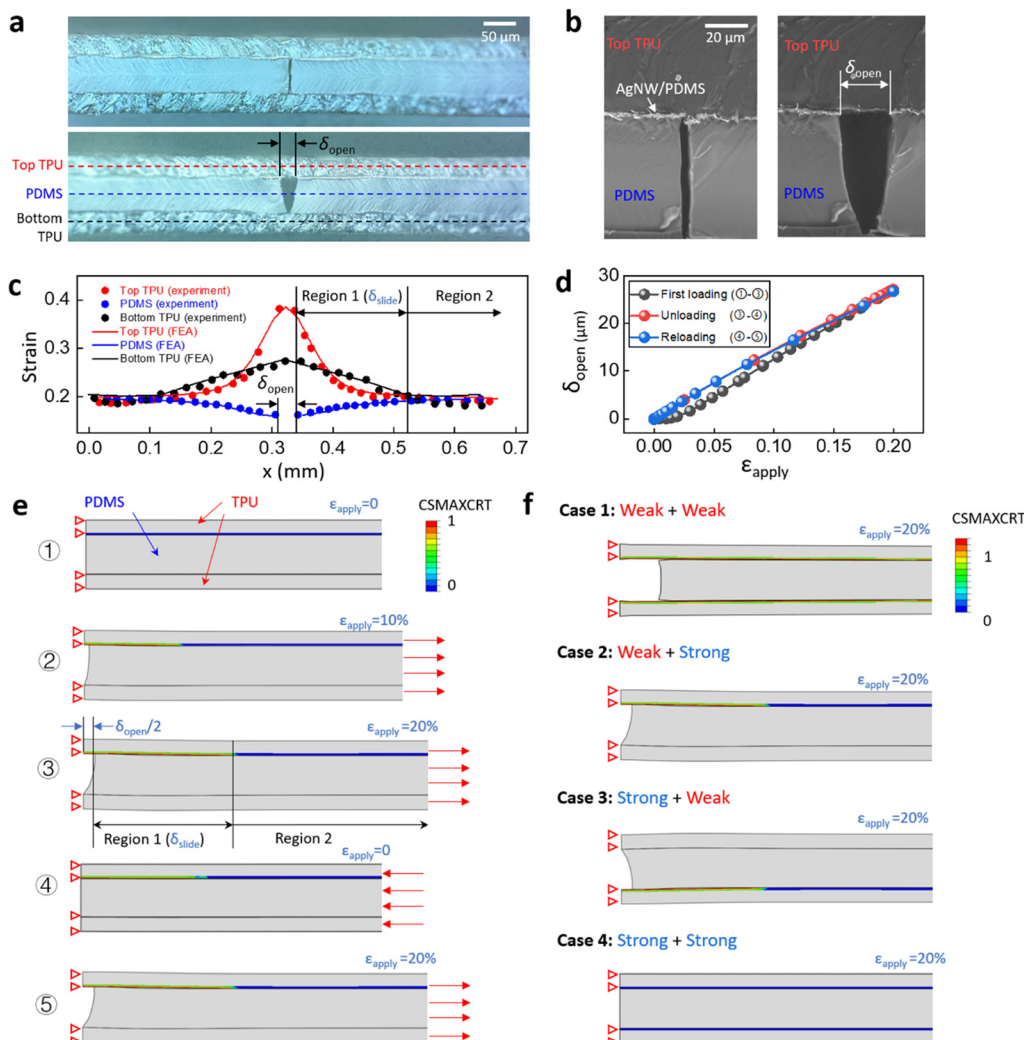 a
50 μm
δopen
Top TPU
PDMS
Bottom
TPU
b
20 μm
Top TPU
Top TPU
δopen
AgNW/PDMS
PDMS
PDMS
c
Top TPU (experiment)
PDMS (experiment)
Bottom TPU (experiment)
Top TPU (FEA)
PDMS (FEA)
Bottom TPU (FEA)
Region 1 (δslide)
Region 2
δopen
0.4
0.3
0.2
Strain
0.0 0.1 0.2 0.3 0.4 0.5 0.6 0.7
x (mm)
d
First loading (①-③)
Unloading (③-④)
Reloading (④-⑤)
30
20
10
0
δopen (μm)
0.00 0.05 0.10 0.15 0.20
εapply
e
PDMS
TPU
εapply=0
CSMAXCRT
1
0
①
εapply=10%
②
δopen/2
εapply=20%
③
Region 1 (δslide)
Region 2
εapply=0
④
εapply=20%
⑤
f
Case 1: Weak + Weak
εapply=20%
CSMAXCRT
1
0
Case 2: Weak + Strong
εapply=20%
Case 3: Strong + Weak
εapply=20%
Case 4: Strong + Strong
εapply=20%